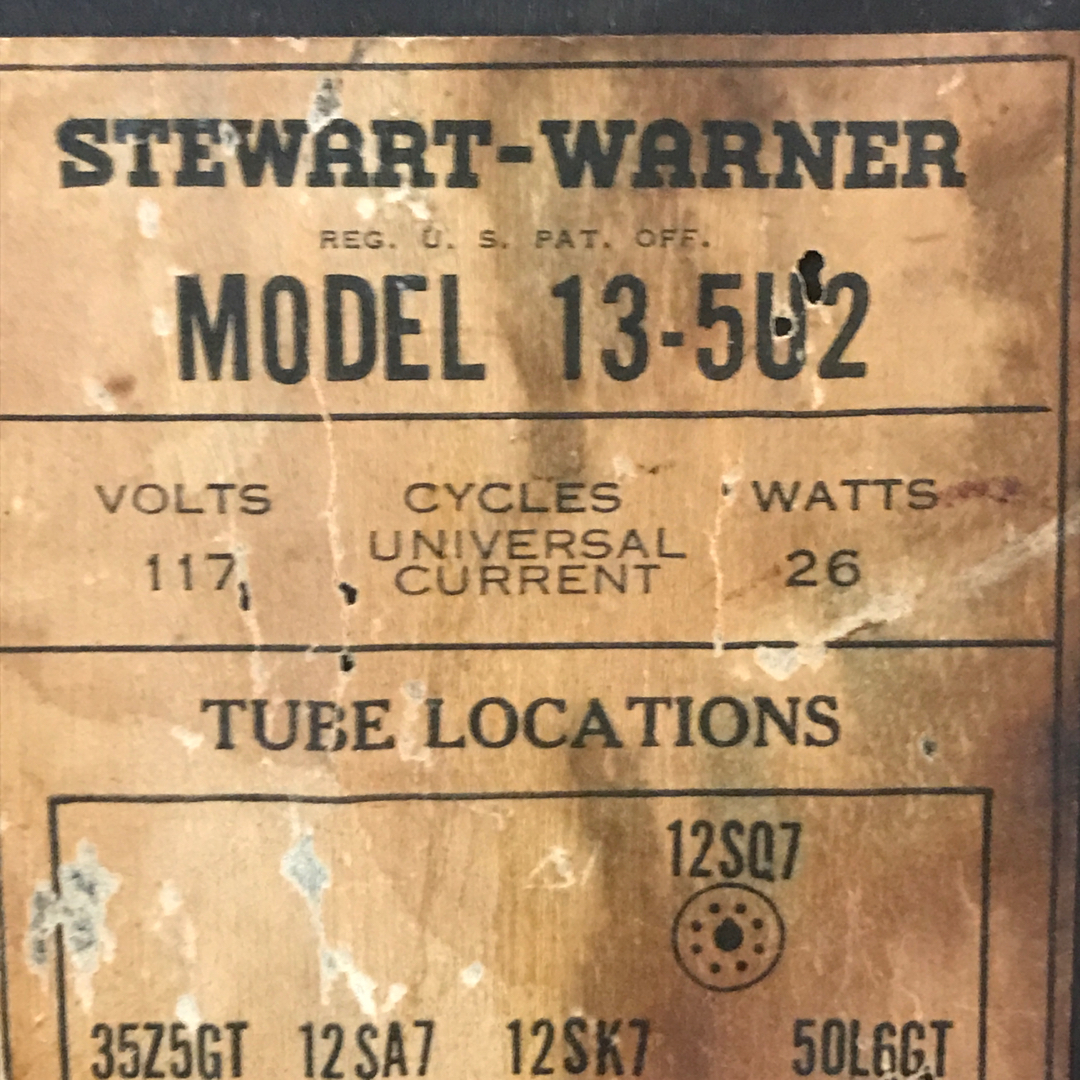 STEWART-WARNER
REG. U. S. PAT. OFF.
MODEL 13-5U2
VOLTS CYCLES WATTS
117 UNIVERSAL CURRENT 26
TUBE LOCATIONS
12SQ7
35Z5GT 12SA7 12SK7 50L6GT